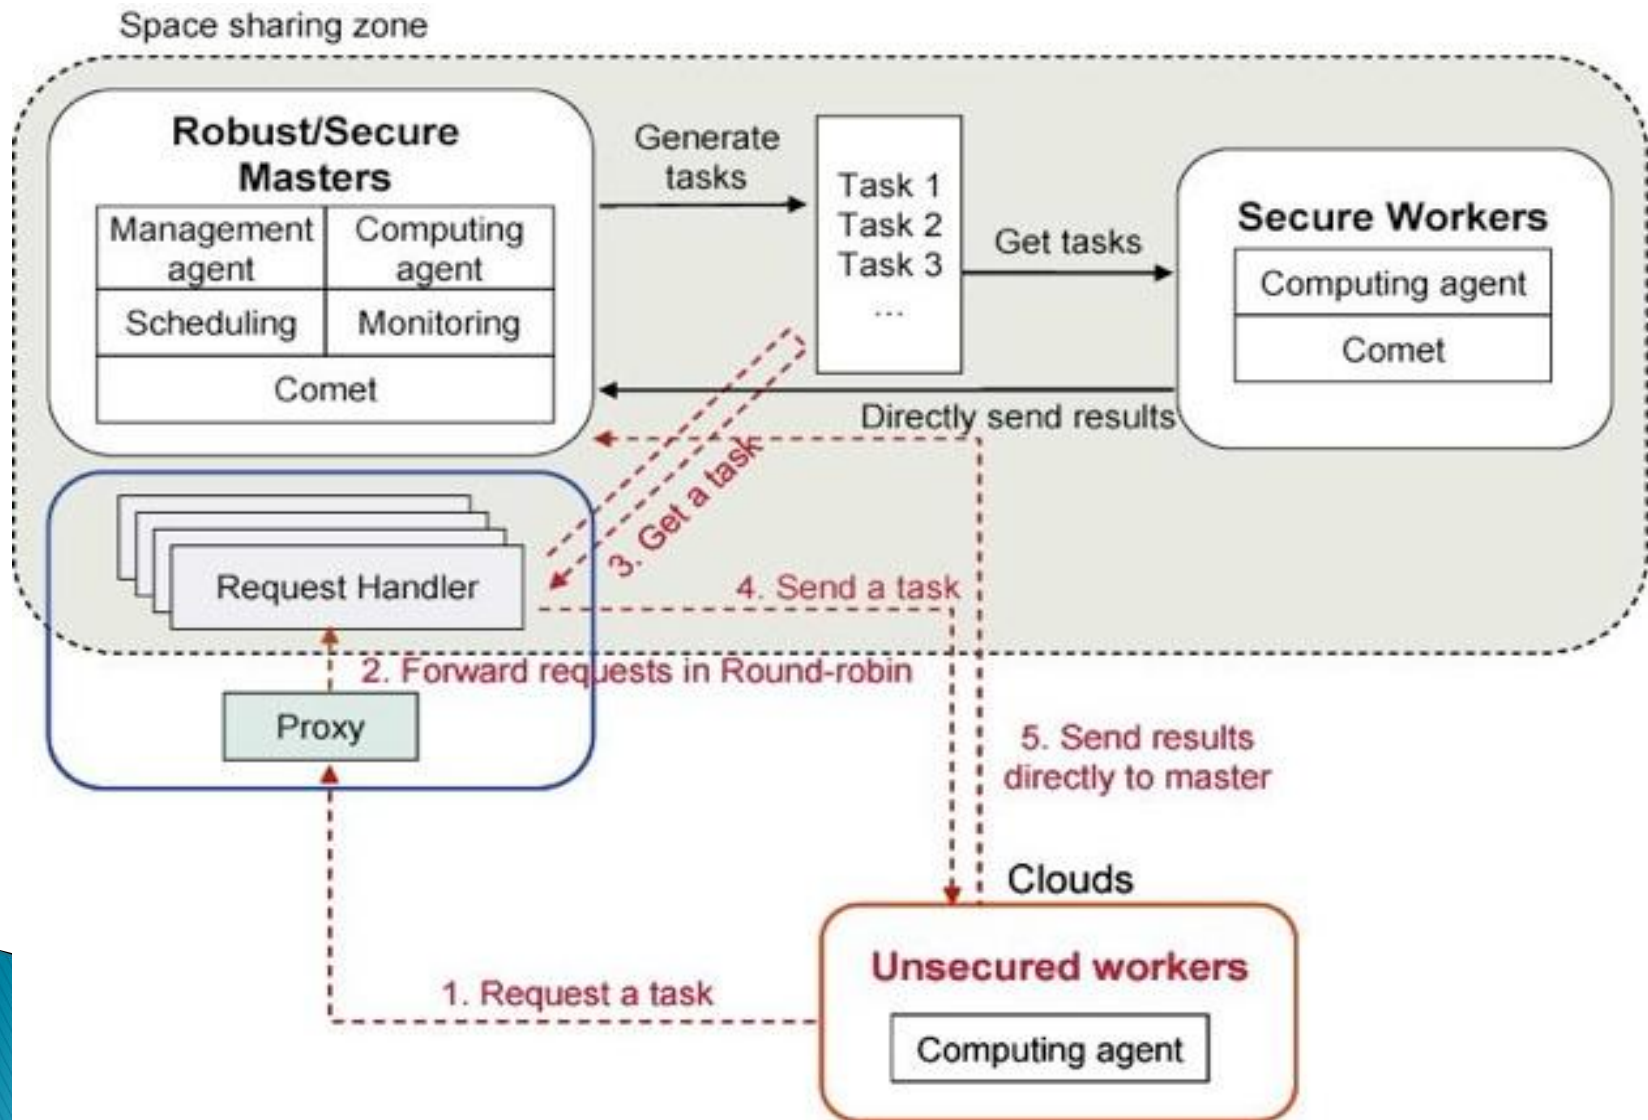 Space sharing zone
Robust/Secure
Masters
Management
agent
Computing
agent
Scheduling
Monitoring
Comet
Generate
tasks
Task 1
Task 2
Task 3
...
Get tasks
Secure Workers
Computing agent
Comet
Directly send results
3. Get a task
Request Handler
4. Send a task
2. Forward requests in Round-robin
Proxy
5. Send results
directly to master
Clouds
Unsecured workers
1. Request a task
Computing agent